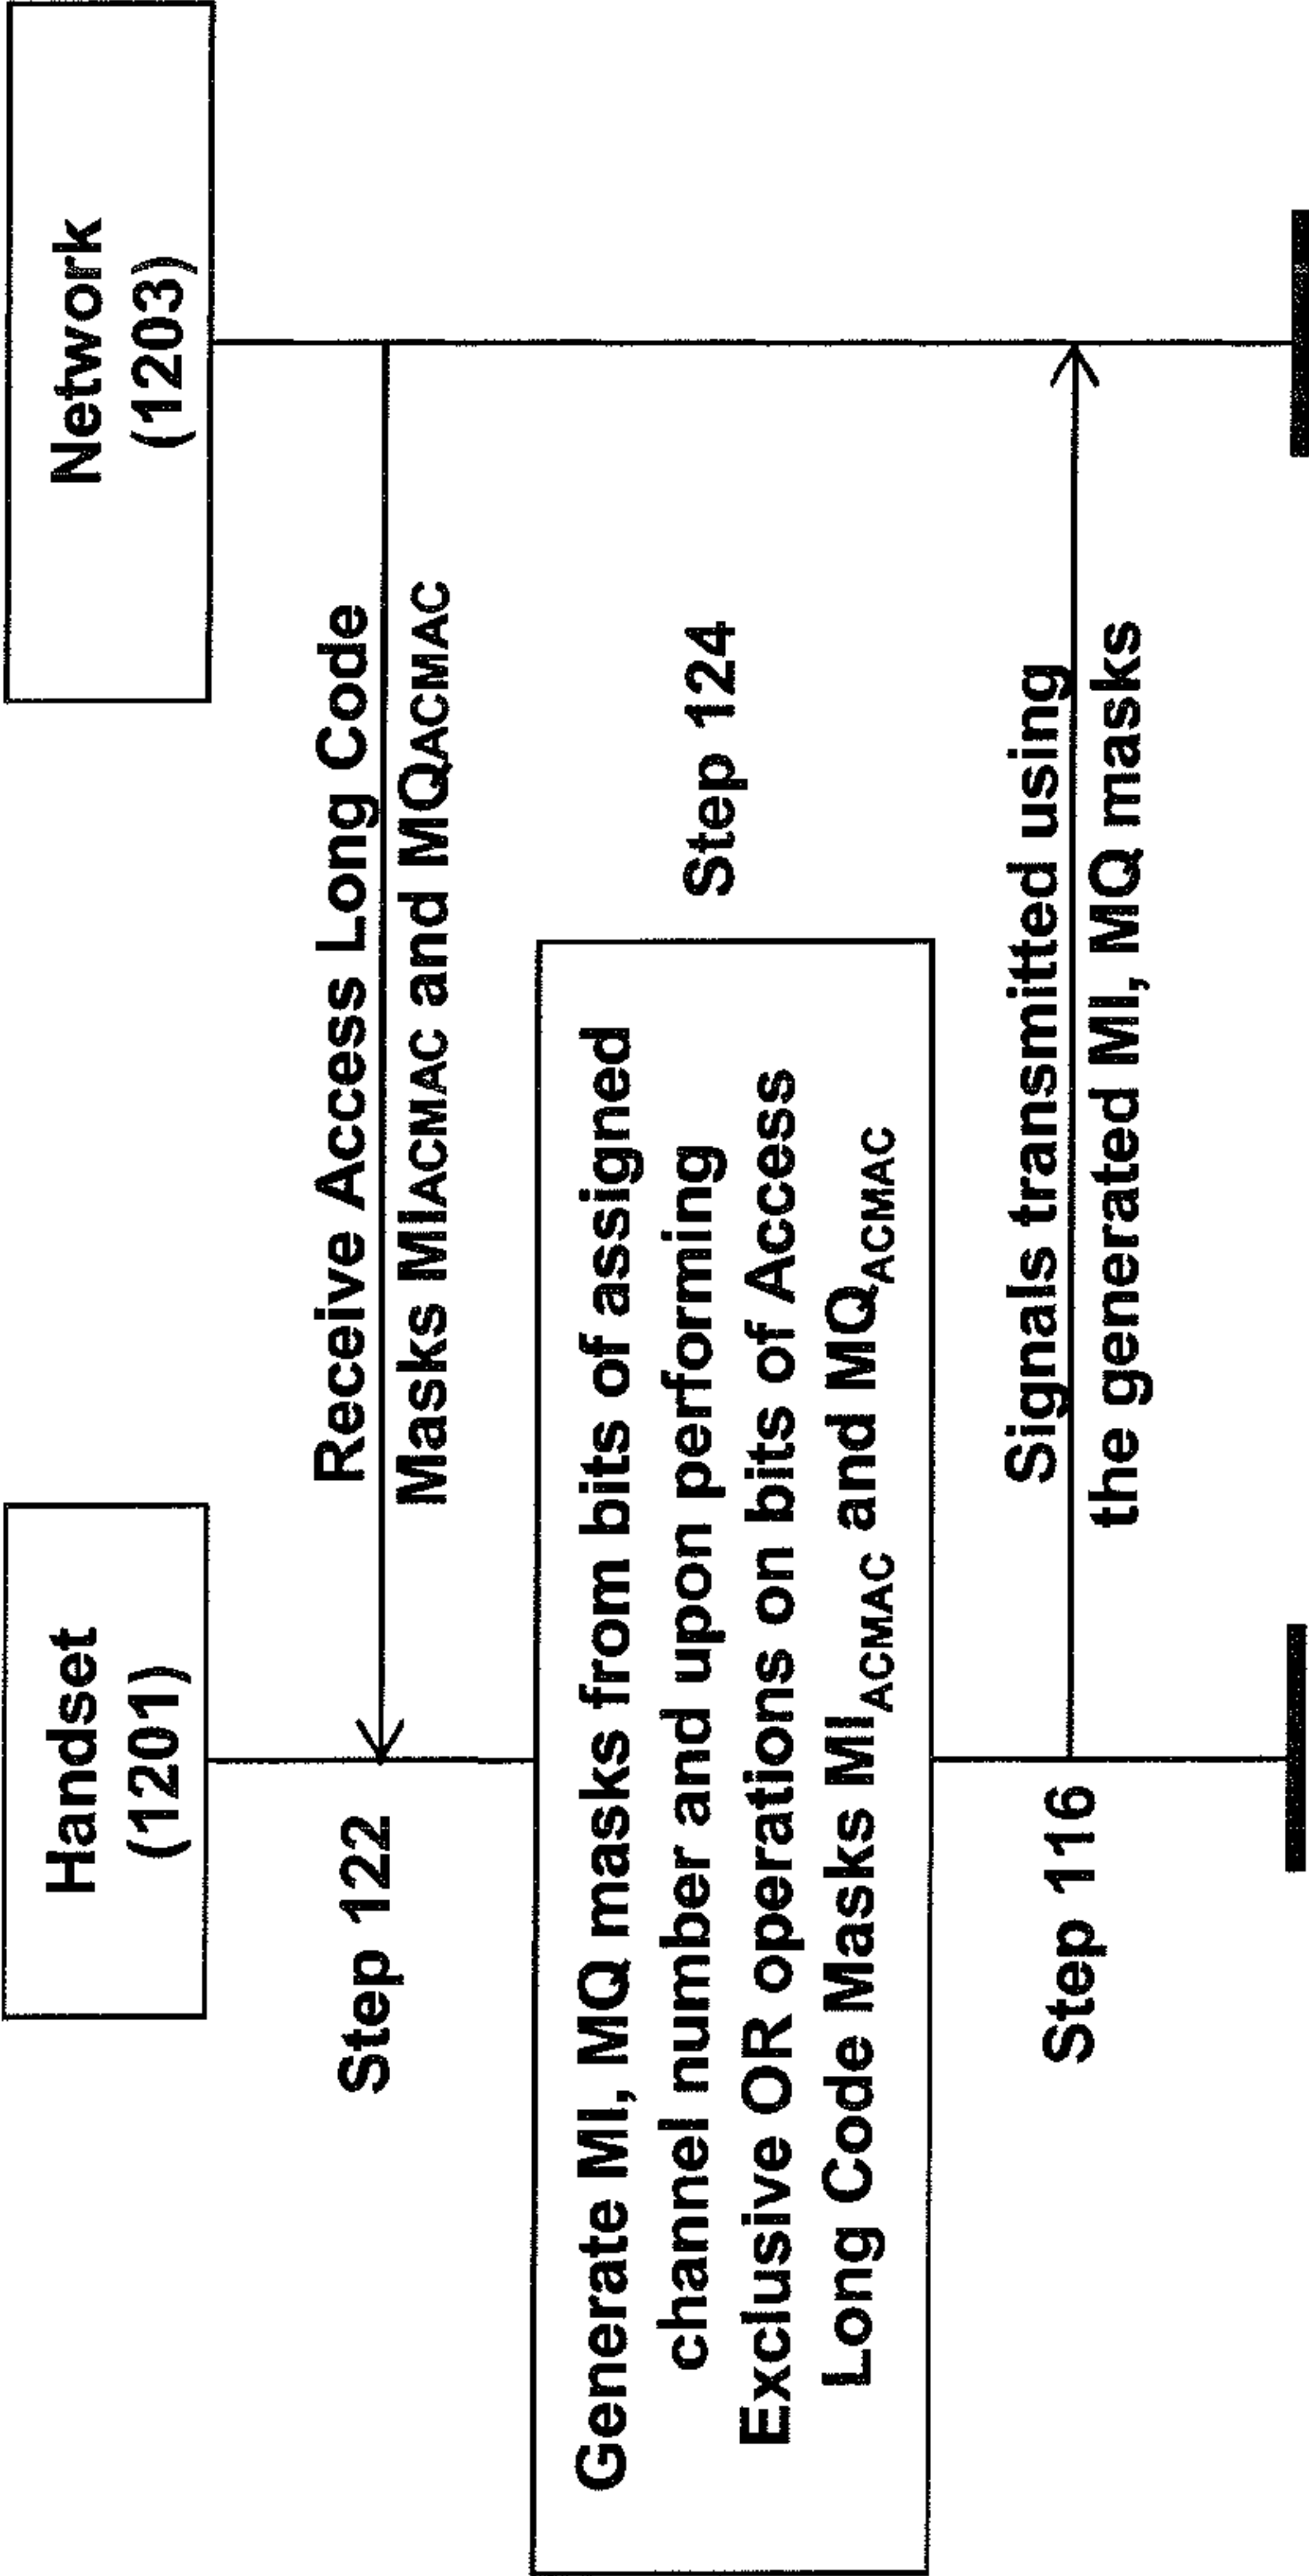 Handset
(1201)
Network
(1203)
Step 122
Receive Access Long Code
Masks MIACMAC and MQACMAC
Generate MI, MQ masks from bits of assigned
channel number and upon performing
Exclusive OR operations on bits of Access
Long Code Masks MIACMAC and MQACMAC
Step 124
Step 116
Signals transmitted using
the generated MI, MQ masks